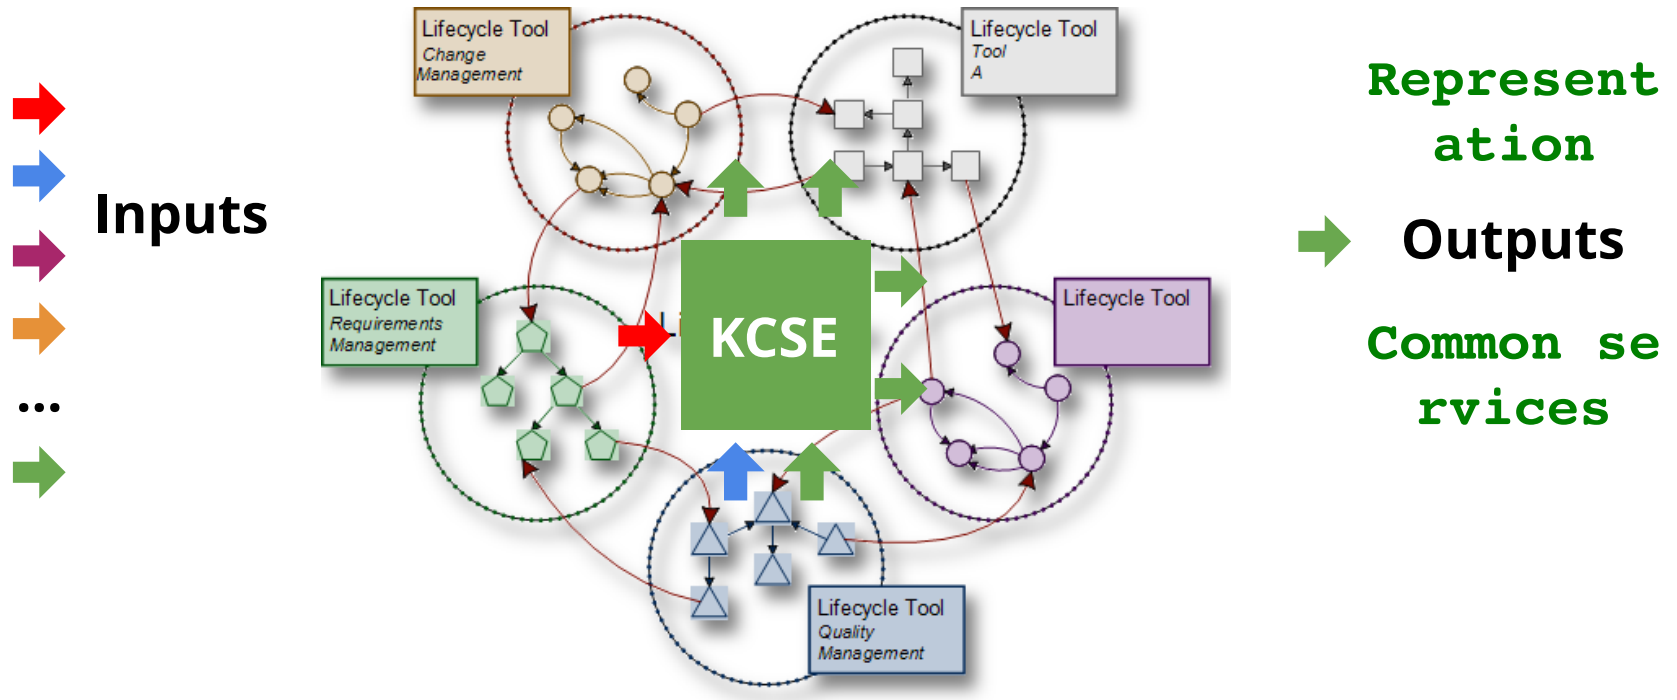 Inputs
...
Lifecycle Tool
Change
Management
Lifecycle Tool
Tool
A
Lifecycle Tool
Requirements
Management
KCSE
Lifecycle Tool
Lifecycle Tool
Quality
Management
Represent
ation
Outputs
Common se
rvices